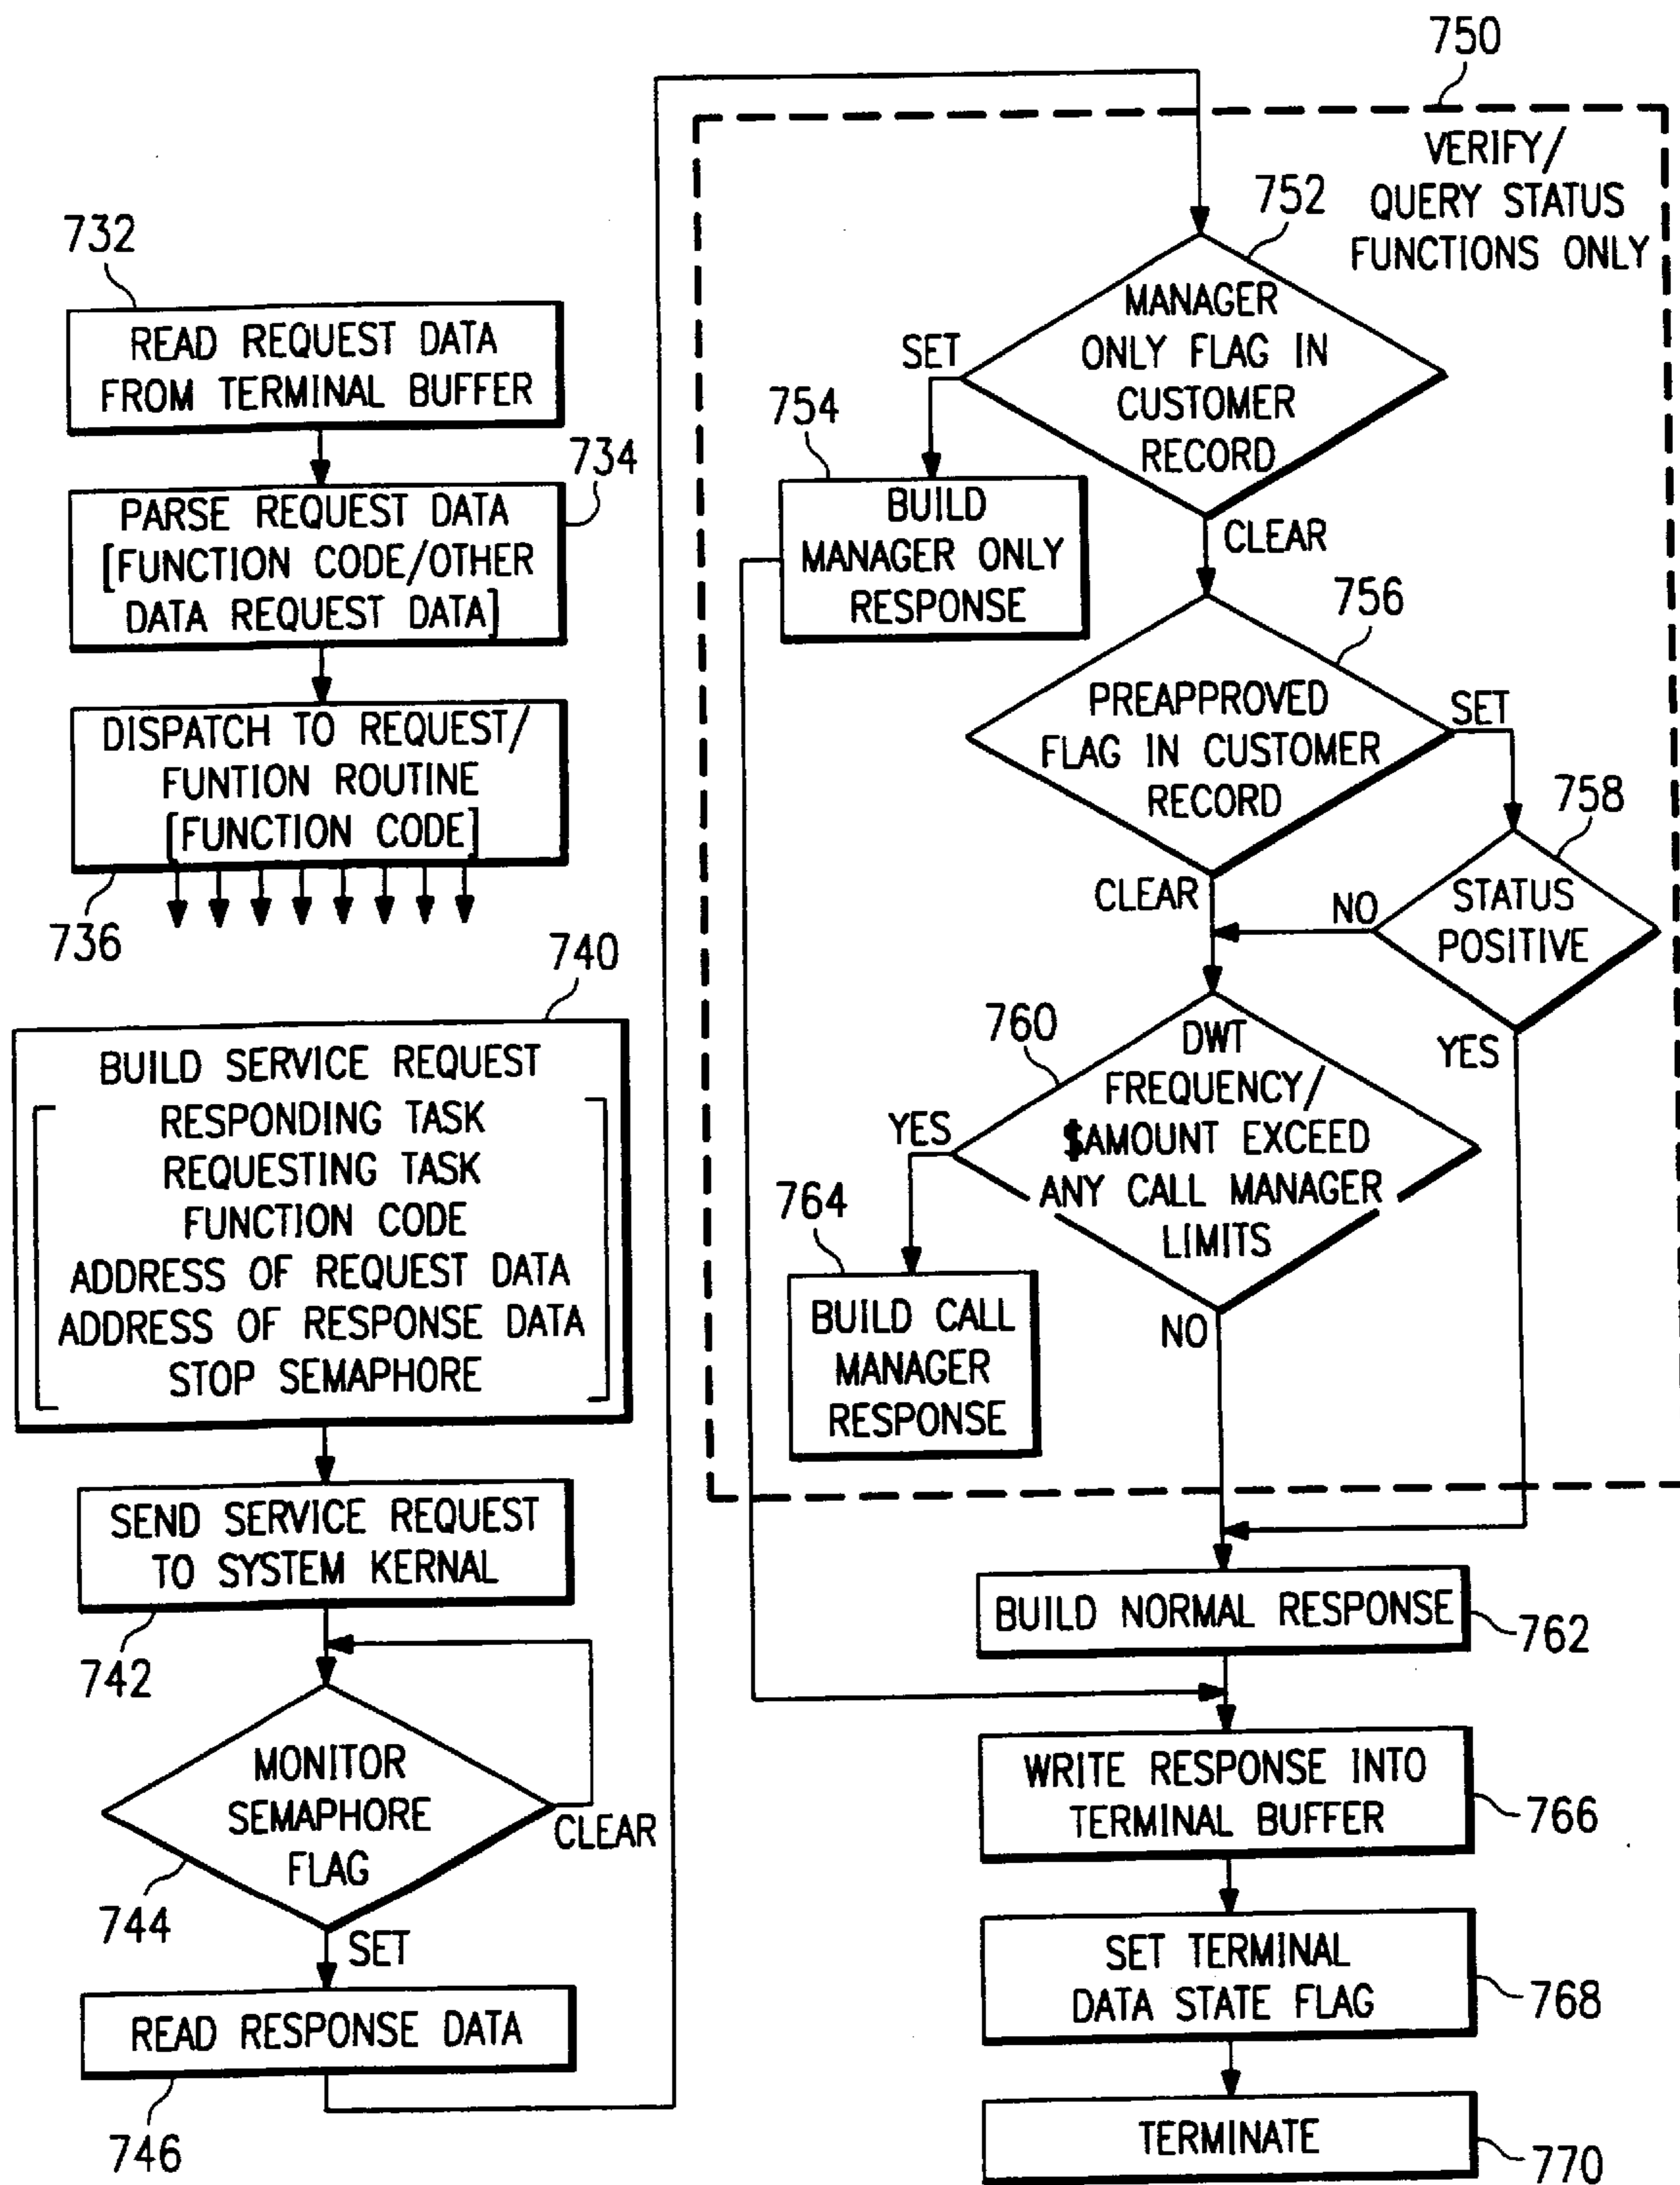 732
READ REQUEST DATA
FROM TERMINAL BUFFER
734
PARSE REQUEST DATA
[FUNCTION CODE/OTHER
DATA REQUEST DATA]
DISPATCH TO REQUEST/
FUNTION ROUTINE
[FUNCTION CODE]
736
740
BUILD SERVICE REQUEST
RESPONDING TASK
REQUESTING TASK
FUNCTION CODE
ADDRESS OF REQUEST DATA
ADDRESS OF RESPONSE DATA
STOP SEMAPHORE
SEND SERVICE REQUEST
TO SYSTEM KERNAL
742
MONITOR
SEMAPHORE
FLAG
CLEAR
744
SET
READ RESPONSE DATA
746
750
VERIFY/
QUERY STATUS
FUNCTIONS ONLY
752
MANAGER
ONLY FLAG IN
CUSTOMER
RECORD
SET
754
BUILD
MANAGER ONLY
RESPONSE
CLEAR
756
PREAPPROVED
FLAG IN CUSTOMER
RECORD
SET
758
STATUS
POSITIVE
CLEAR
NO
YES
760
DWT
FREQUENCY/
$AMOUNT EXCEED
ANY CALL MANAGER
LIMITS
YES
764
BUILD CALL
MANAGER
RESPONSE
NO
BUILD NORMAL RESPONSE
762
WRITE RESPONSE INTO
TERMINAL BUFFER
766
SET TERMINAL
DATA STATE FLAG
768
TERMINATE
770